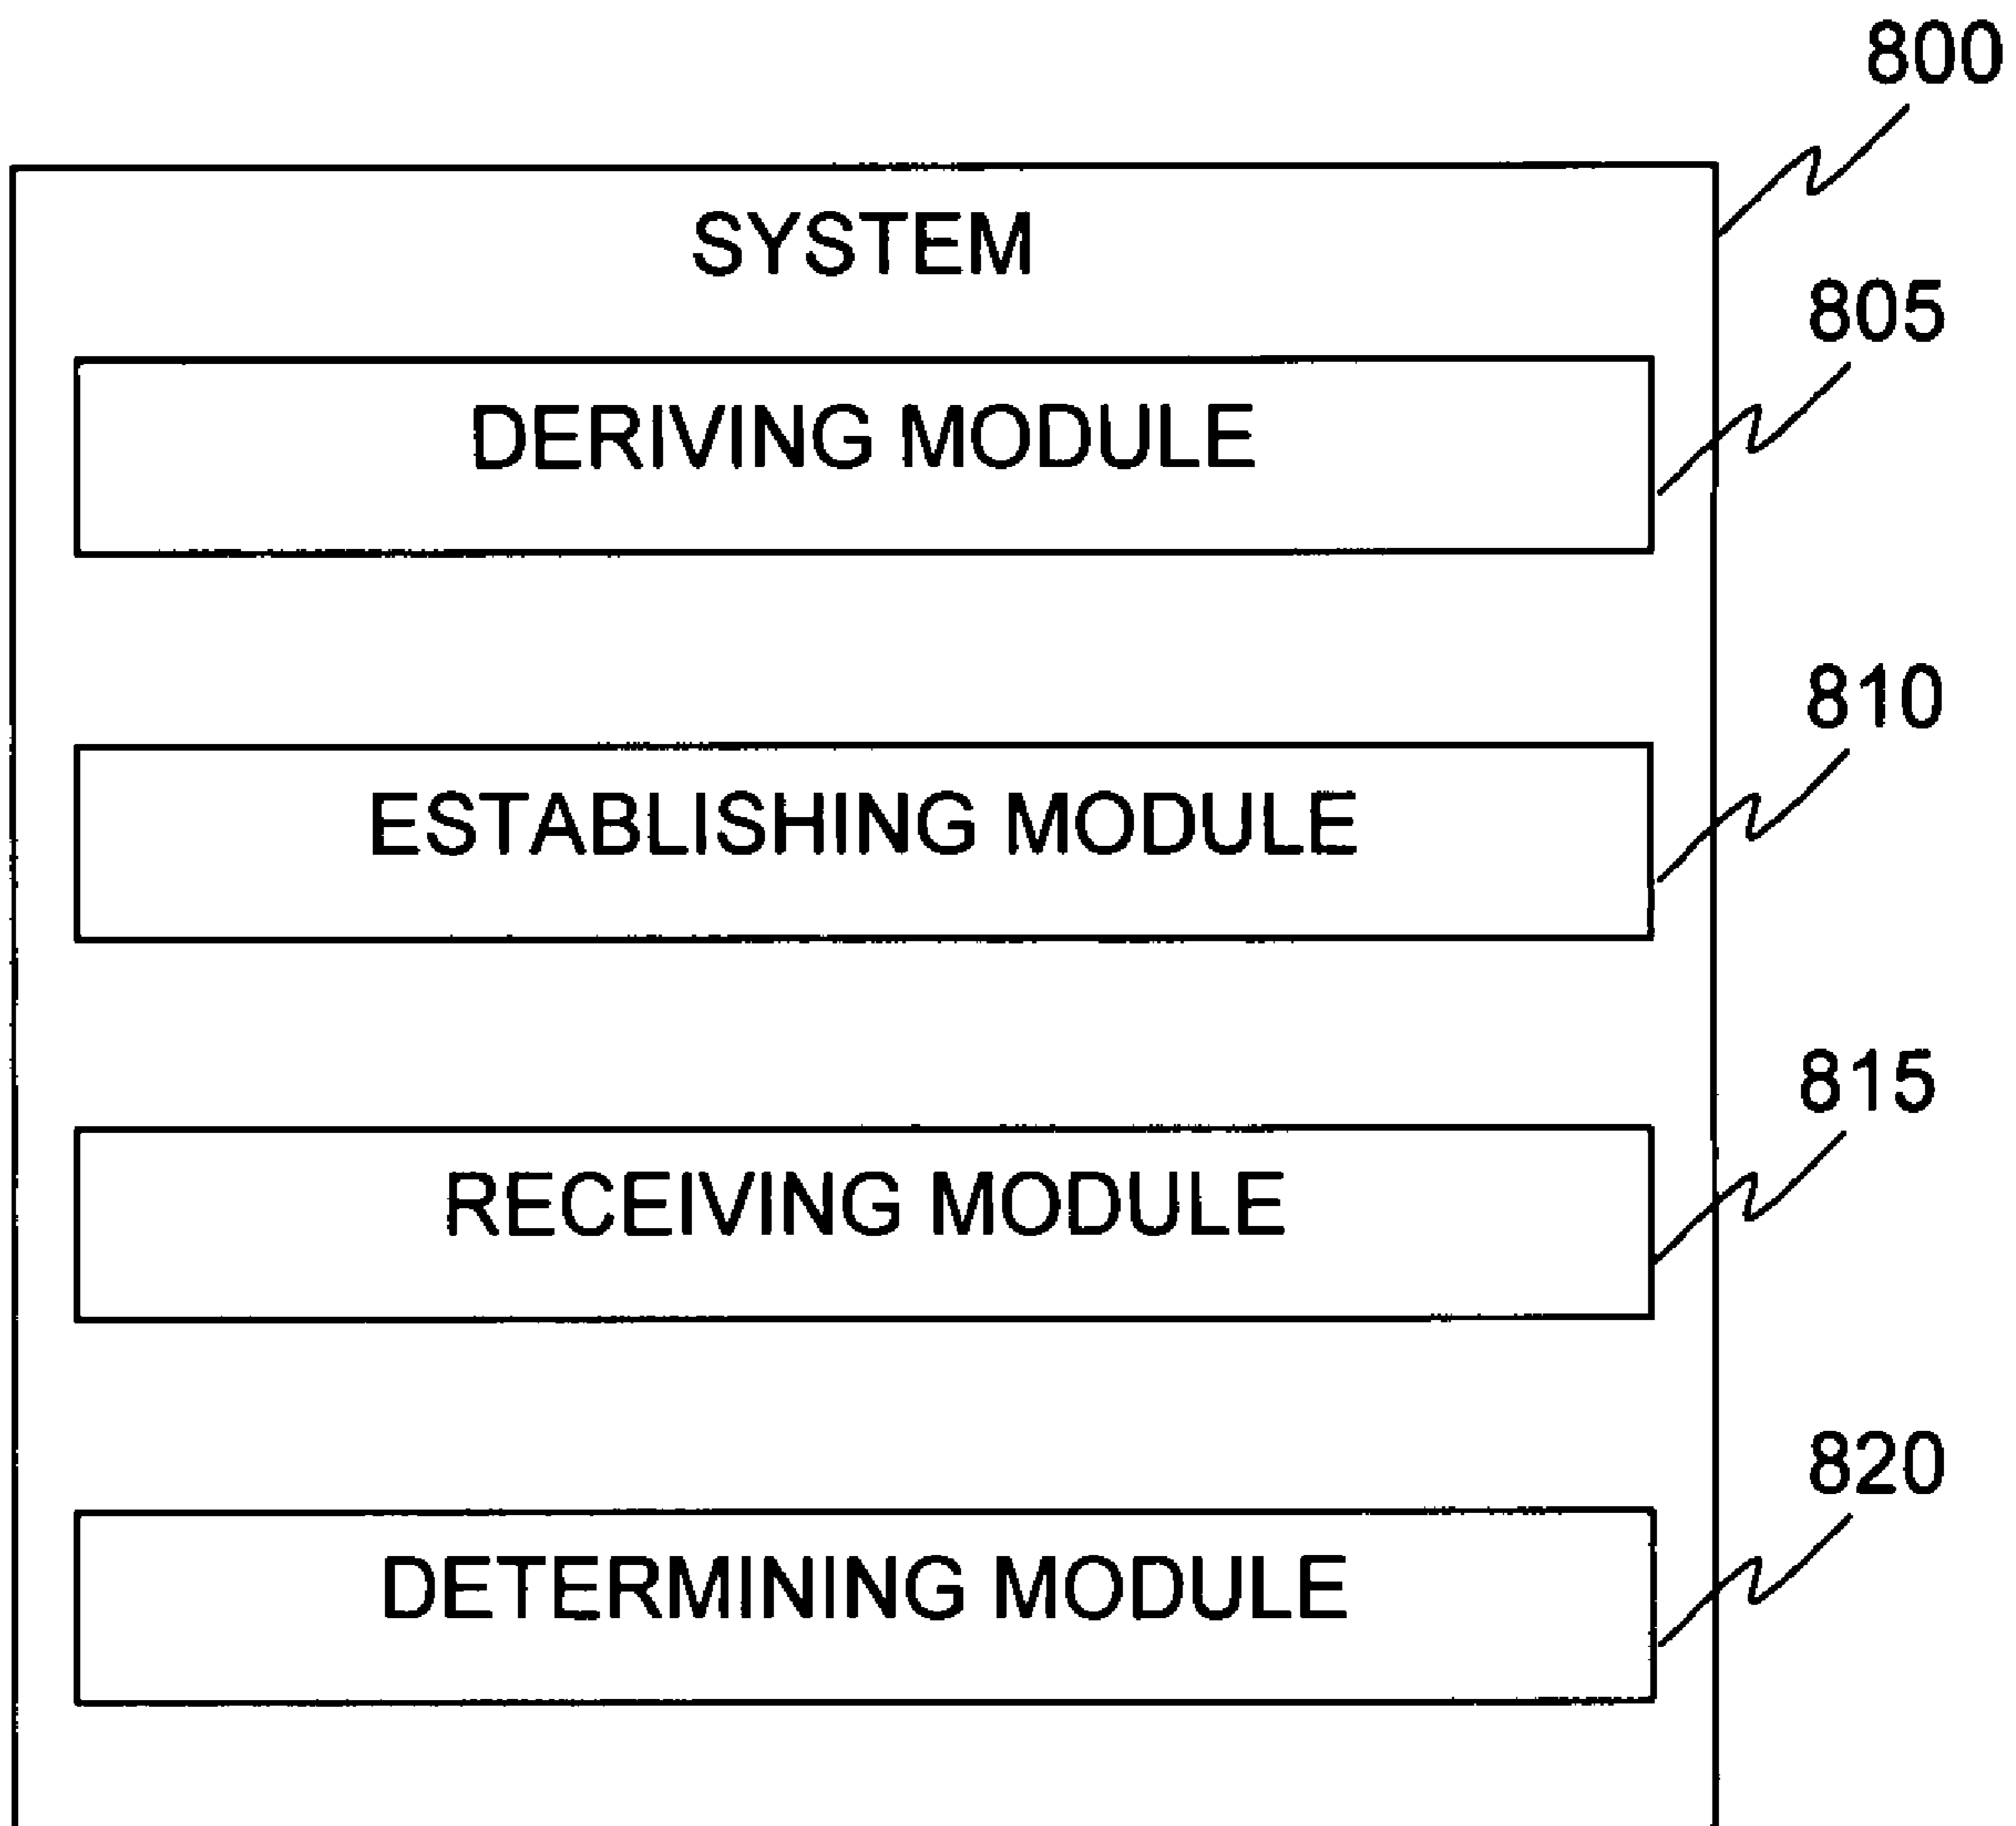 800
SYSTEM
805
DERIVING MODULE
810
ESTABLISHING MODULE
815
RECEIVING MODULE
820
DETERMINING MODULE